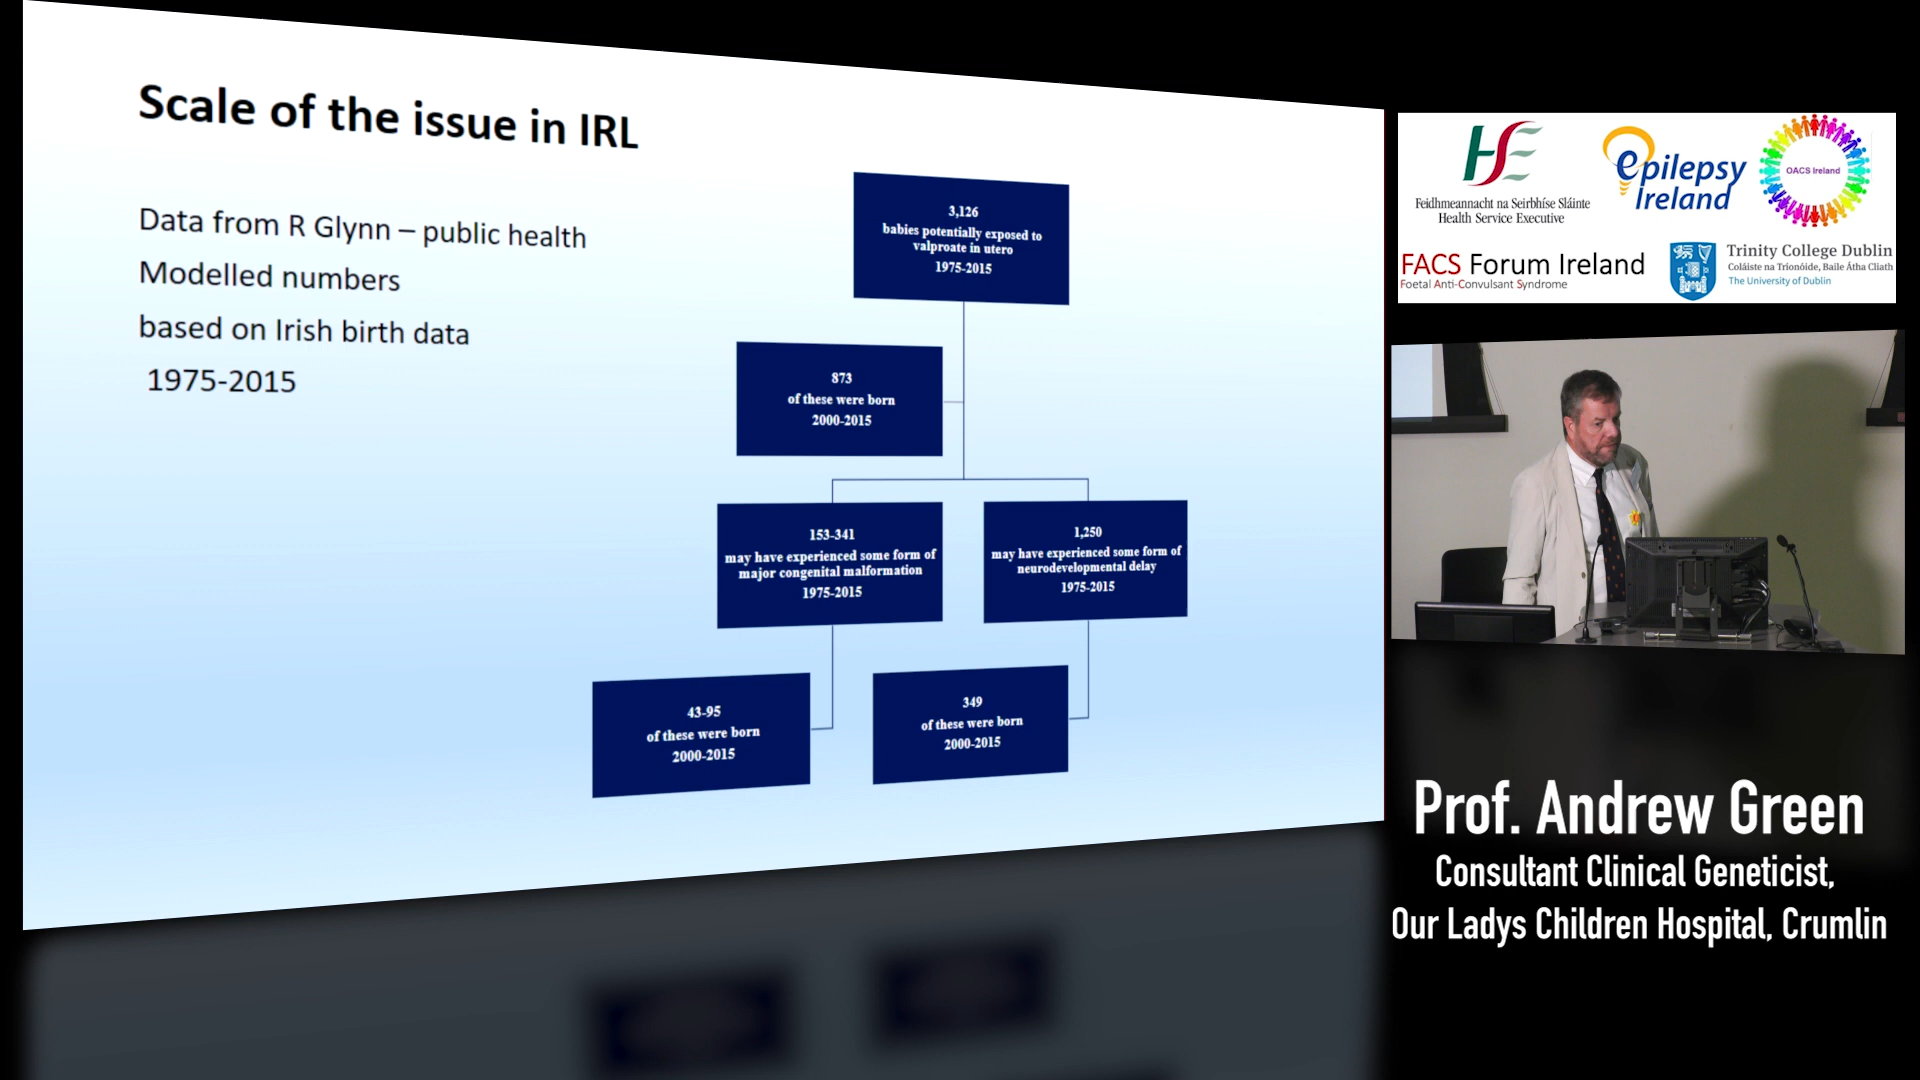 Scale of the issue in IRL
Data from R Glynn – public health
Modelled numbers
based on Irish birth data
1975-2015
3,126
babies potentially exposed to
valproate in utero
1975-2015
873
of these were born
2000-2015
153-341
may have experienced some form of
major congenital malformation
1975-2015
1,250
may have experienced some form of
neurodevelopmental delay
1975-2015
43-95
of these were born
2000-2015
349
of these were born
2000-2015
HSE
Feidhmeannacht na Seirbhíse Sláinte
Health Service Executive
epilepsy
Ireland
OACS Ireland
FACS Forum Ireland
Foetal Anti-Convulsant Syndrome
Trinity College Dublin
Coláiste na Tríonóide, Baile Átha Cliath
The University of Dublin
Prof. Andrew Green
Consultant Clinical Geneticist,
Our Ladys Children Hospital, Crumlin